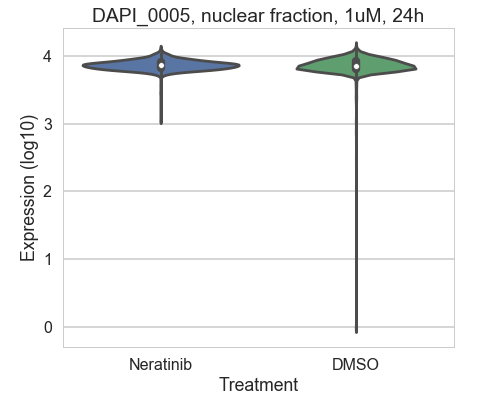 DAPI_0005, nuclear fraction, 1uM, 24h
4
3
2
1
0
Expression (log10)
Neratinib
DMSO
Treatment